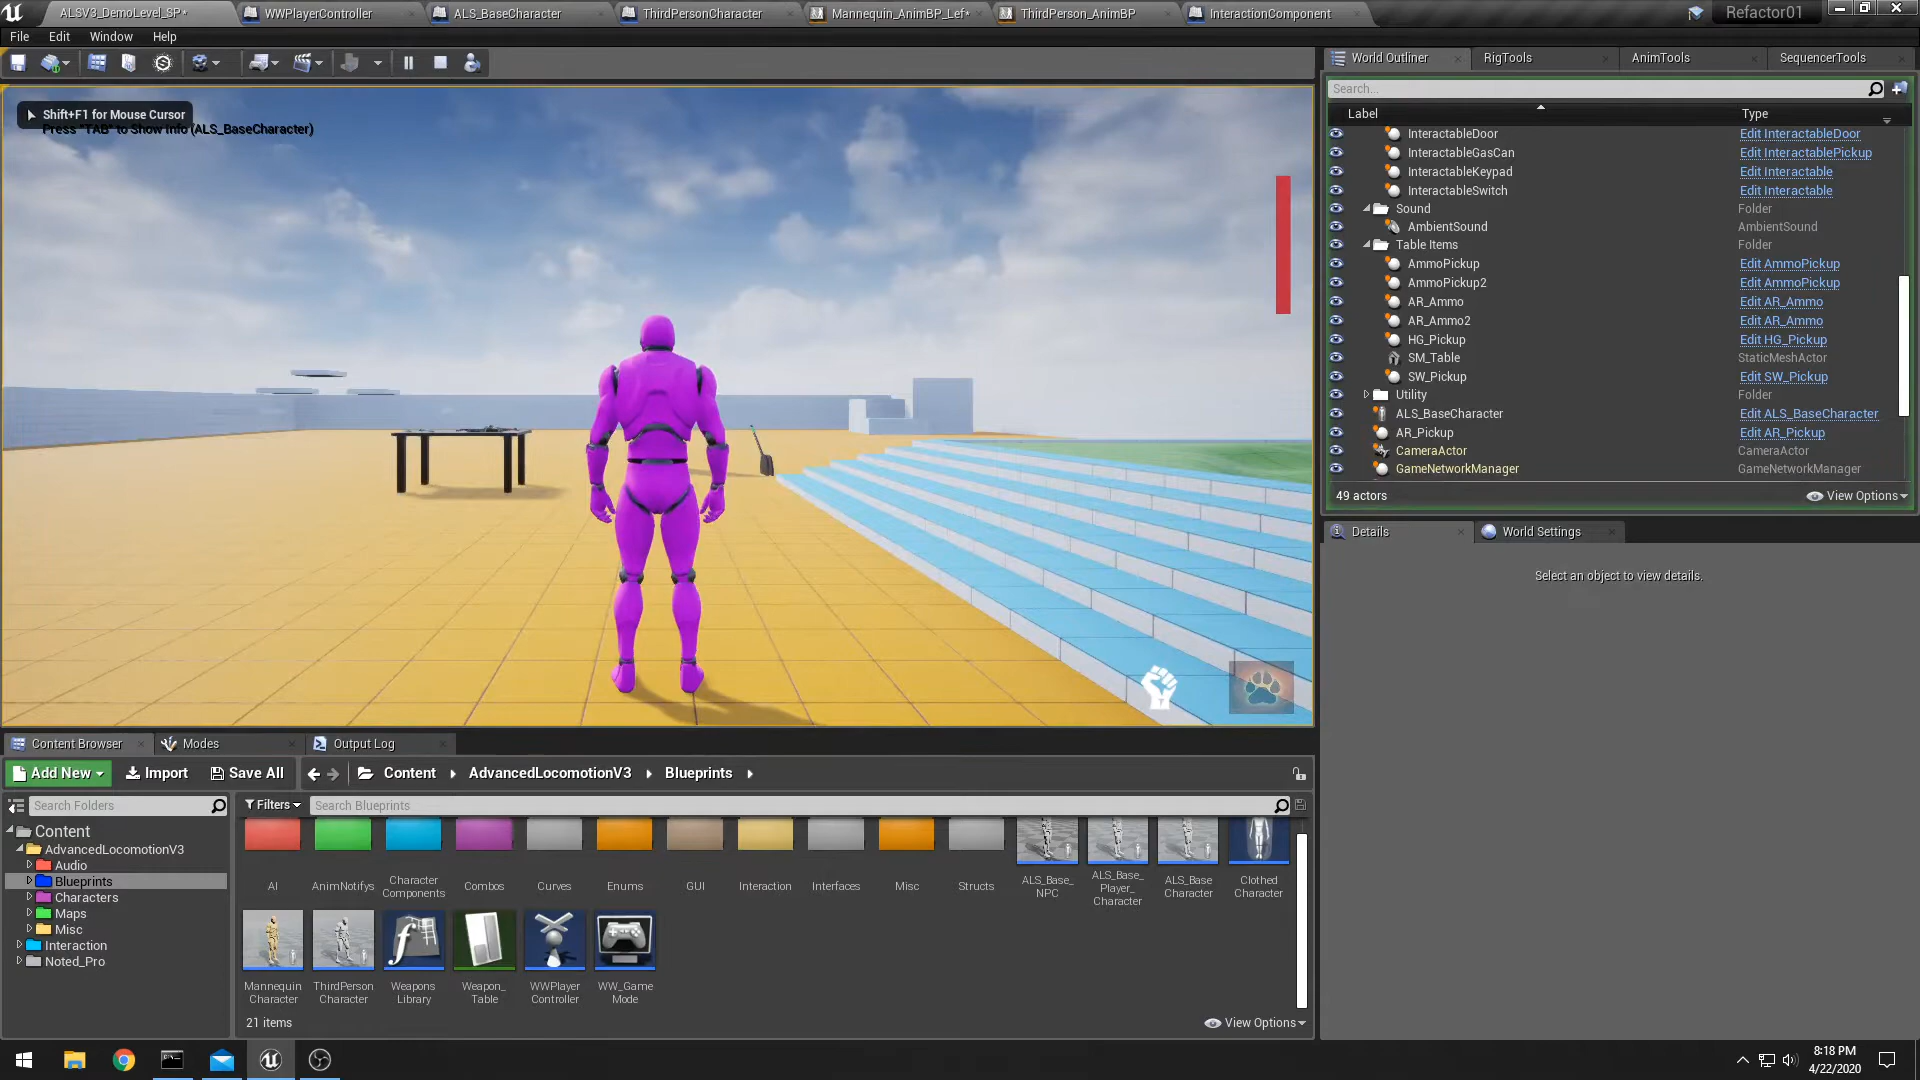 ALSV3_DemoLevel_SP*
WWPlayerController
ALS_BaseCharacter
ThirdPersonCharacter
Mannequin_AnimBP_Lef*
ThirdPerson_AnimBP
InteractionComponent
Refactor01
File Edit Window Help
World Outliner
RigTools
AnimTools
SequencerTools
Search...
Label
Type
Shift+F1 for Mouse Cursor
Press "TAB" to Show Info (ALS_BaseCharacter)
InteractableDoor Edit InteractableDoor
InteractableGasCan Edit InteractablePickup
InteractableKeypad Edit Interactable
InteractableSwitch Edit Interactable
Sound Folder
AmbientSound AmbientSound
Table Items Folder
AmmoPickup Edit AmmoPickup
AmmoPickup2 Edit AmmoPickup
AR_Ammo Edit AR_Ammo
AR_Ammo2 Edit AR_Ammo
HG_Pickup Edit HG_Pickup
SM_Table StaticMeshActor
SW_Pickup Edit SW_Pickup
Utility Folder
ALS_BaseCharacter Edit ALS_BaseCharacter
AR_Pickup Edit AR_Pickup
CameraActor CameraActor
GameNetworkManager GameNetworkManager
49 actors
View Options
Details
World Settings
Select an object to view details.
Content Browser
Modes
Output Log
Add New
Import
Save All
Content
AdvancedLocomotionV3
Blueprints
Search Folders
Filters
Search Blueprints
Content
AdvancedLocomotionV3
Audio
Blueprints
Characters
Maps
Misc
Interaction
Noted_Pro
AI
AnimNotifys
Character
Components
Combos
Curves
Enums
GUI
Interaction
Interfaces
Misc
Structs
ALS_Base_
NPC
ALS_Base_
Player_
Character
ALS_Base
Character
Clothed
Character
Mannequin
Character
ThirdPerson
Character
Weapons
Library
Weapon_
Table
WWPlayer
Controller
WW_Game
Mode
21 items
View Options
8:18 PM
4/22/2020